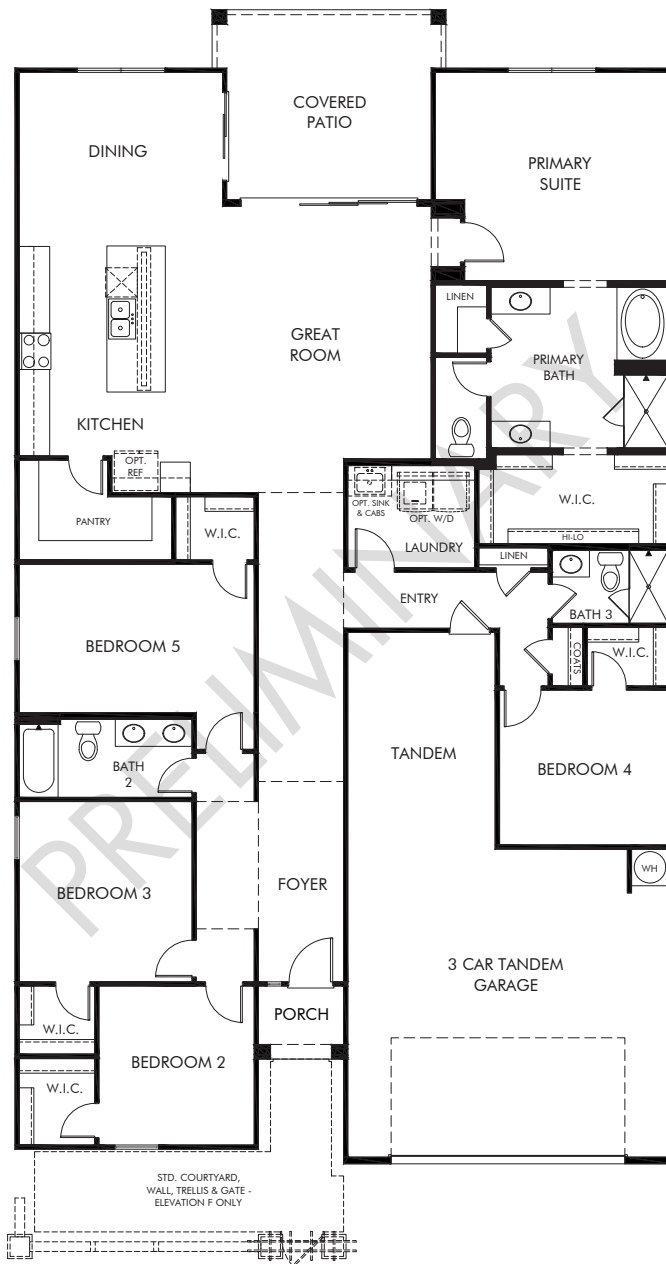 COVERED
PATIO
DINING
PRIMARY
SUITE
LINEN
GREAT
ROOM
PRIMARY
BATH
KITCHEN
OPT.
REF
PANTRY
W.I.C.
OPT. SINK
& CABS
OPT. W/D
LAUNDRY
W.I.C.
HI-LO
LINEN
ENTRY
BATH 3
COATS
W.I.C.
BEDROOM 5
BATH
2
TANDEM
BEDROOM 4
WH
BEDROOM 3
FOYER
3 CAR TANDEM
GARAGE
W.I.C.
PORCH
BEDROOM 2
W.I.C.
STD. COURTYARD,
WALL, TRELLIS & GATE -
ELEVATION F ONLY
PRELIMINARY